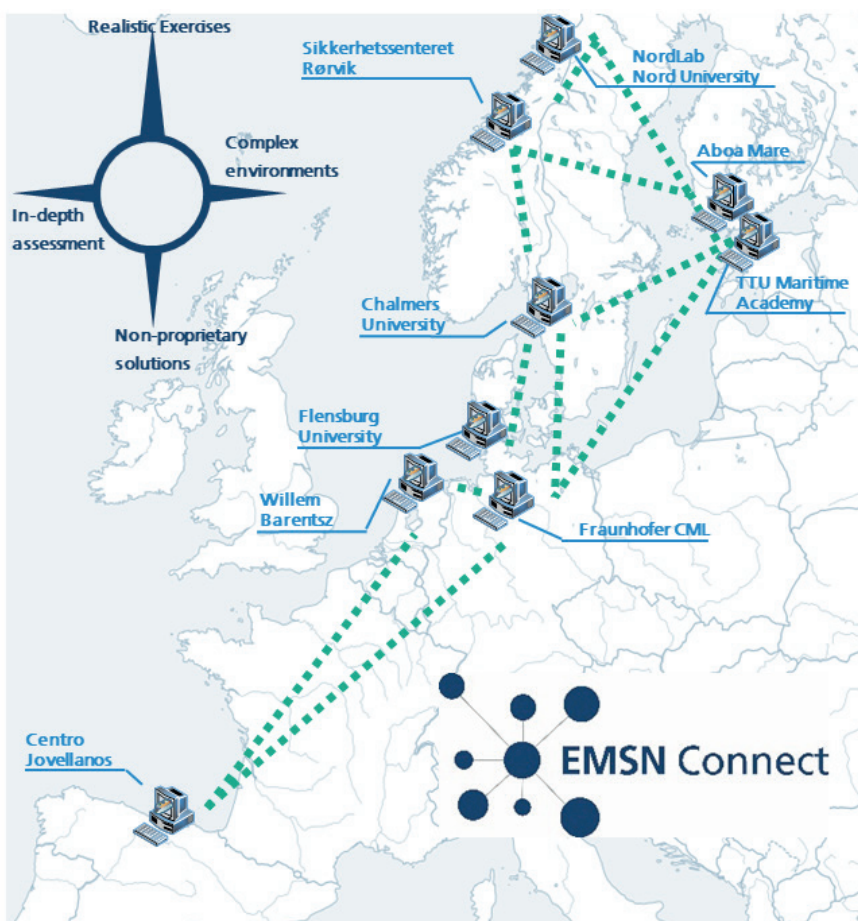 Realistic Exercises
Sikkerhetssenteret
Rørvik
NordLab
Nord University
Complex
environments
Aboa Mare
In-depth
assessment
TTU Maritime
Academy
Chalmers
University
Non-proprietary
solutions
Flensburg
University
Willem
Barentsz
Fraunhofer CML
Centro
Jovellanos
EMSN Connect